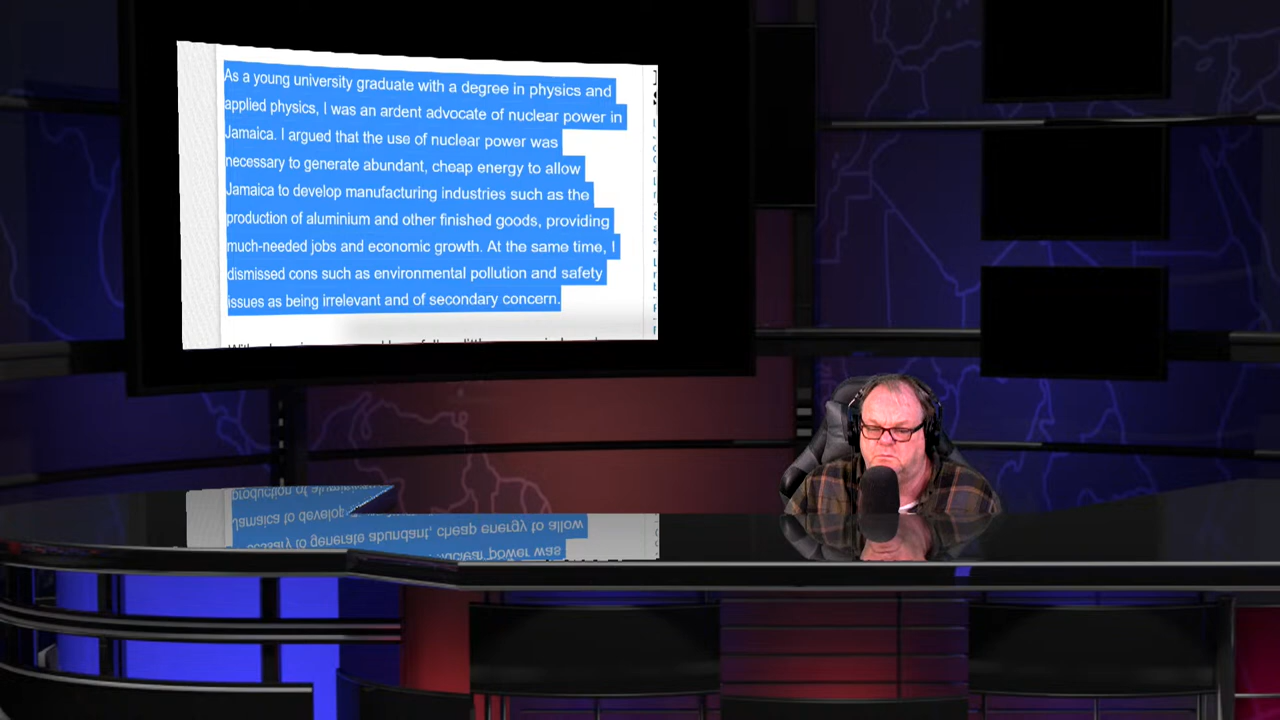 As a young university graduate with a degree in physics and
applied physics, I was an ardent advocate of nuclear power in
Jamaica. I argued that the use of nuclear power was
necessary to generate abundant, cheap energy to allow
Jamaica to develop manufacturing industries such as the
production of aluminium and other finished goods, providing
much-needed jobs and economic growth. At the same time, I
dismissed cons such as environmental pollution and safety
issues as being irrelevant and of secondary concern.